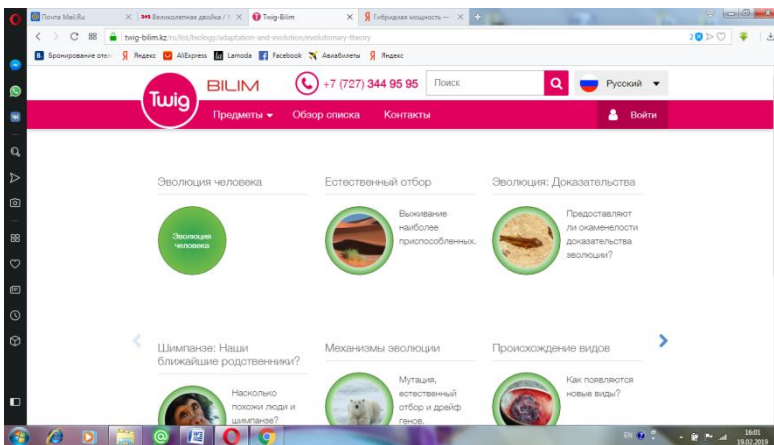 Почта Mail.Ru
Великолепная двойка /
Twig-Bilim
Гибридная мощность —
twig-bilim.kz/ru/list/biology/adaptation-and-evolution/evolutionary-theory
2
Бронирование отел
Яндекс
AliExpress
Lamoda
Facebook
Авиабилеты
Яндекс
Twig
BILIM
+7 (727) 344 95 95
Поиск
Русский
Предметы
Обзор списка
Контакты
Войти
Эволюция человека
Эволюция
человека
Естественный отбор
Выживание
наиболее
приспособленных.
Эволюция: Доказательства
Предоставляют
ли окаменелости
доказательства
эволюции?
Шимпанзе: Наши
ближайшие родственники?
Насколько
похожи люди и
шимпанзе?
Механизмы эволюции
Мутация,
естественный
отбор и дрейф
генов.
Происхождение видов
Как появляются
новые виды?
EN
16:01
19.02.2019